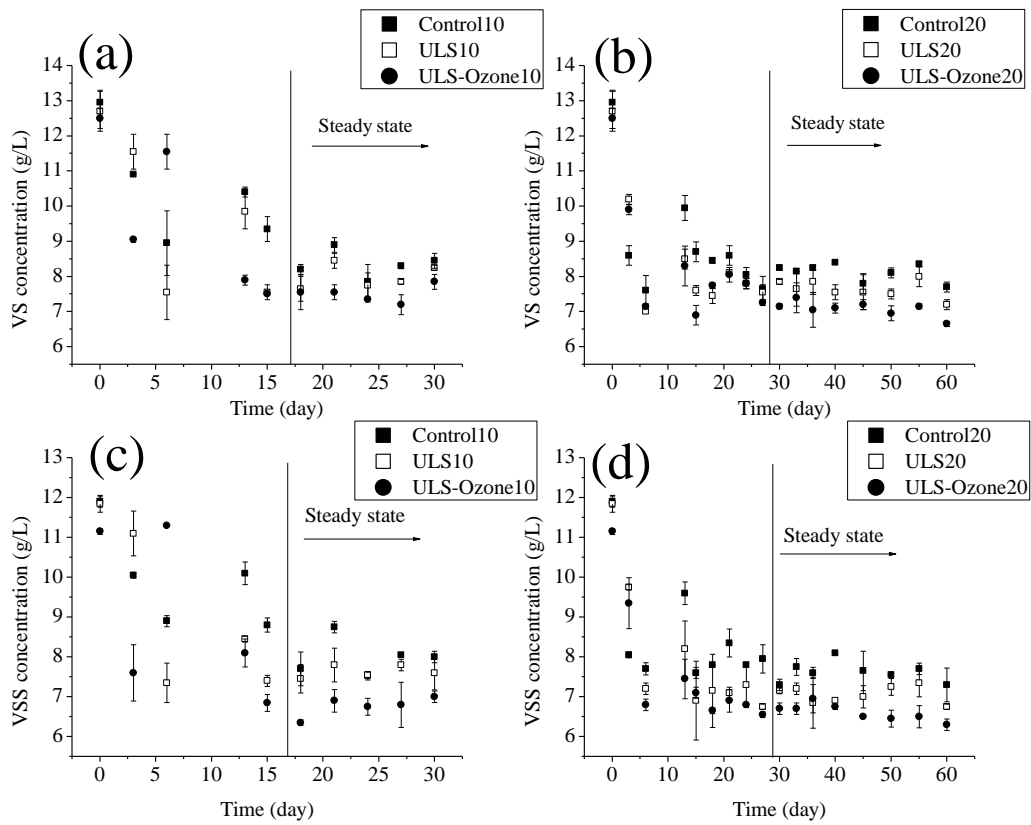 (a)
Control10
ULS10
ULS-Ozone10
14
13
12
11
10
9
8
7
6
VS concentration (g/L)
Steady state
0 5 10 15 20 25 30
Time (day)
(b)
Control20
ULS20
ULS-Ozone20
14
13
12
11
10
9
8
7
6
VS concentration (g/L)
Steady state
0 10 20 30 40 50 60
Time (day)
(c)
Control10
ULS10
ULS-Ozone10
13
12
11
10
9
8
7
6
VSS concentration (g/L)
Steady state
0 5 10 15 20 25 30
Time (day)
(d)
Control20
ULS20
ULS-Ozone20
13
12
11
10
9
8
7
6
VSS concentration (g/L)
Steady state
0 10 20 30 40 50 60
Time (day)